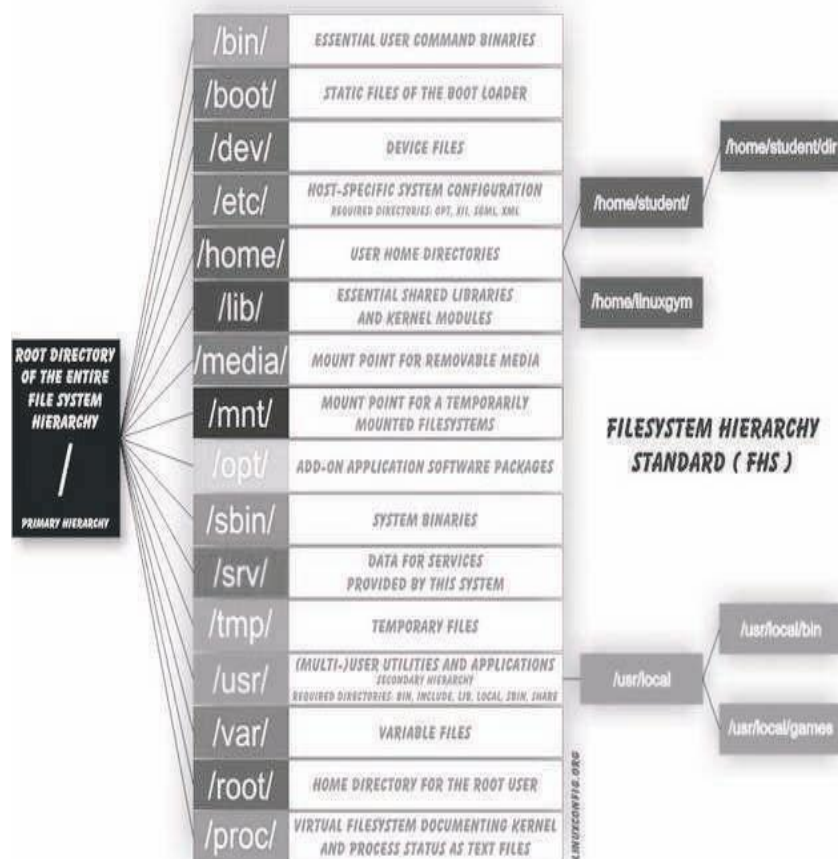 /bin/
ESSENTIAL USER COMMAND BINARIES
/boot/
STATIC FILES OF THE BOOT LOADER
/dev/
DEVICE FILES
/etc/
HOST-SPECIFIC SYSTEM CONFIGURATION
REQUIRED DIRECTORIES: OPT, XII, SGML, XML
/home/
USER HOME DIRECTORIES
/lib/
ESSENTIAL SHARED LIBRARIES
AND KERNEL MODULES
/media/
MOUNT POINT FOR REMOVABLE MEDIA
/mnt/
MOUNT POINT FOR A TEMPORARILY
MOUNTED FILESYSTEMS
/opt/
ADD-ON APPLICATION SOFTWARE PACKAGES
/sbin/
SYSTEM BINARIES
/srv/
DATA FOR SERVICES
PROVIDED BY THIS SYSTEM
/tmp/
TEMPORARY FILES
/usr/
(MULTI-)USER UTILITIES AND APPLICATIONS
SECONDARY HIERARCHY
REQUIRED DIRECTORIES: BIN, INCLUDE, LIB, LOCAL, SBIN, SHARE
/var/
VARIABLE FILES
/root/
HOME DIRECTORY FOR THE ROOT USER
/proc/
VIRTUAL FILESYSTEM DOCUMENTING KERNEL
AND PROCESS STATUS AS TEXT FILES
ROOT DIRECTORY
OF THE ENTIRE
FILE SYSTEM
HIERARCHY
/
PRIMARY HIERARCHY
/home/student/
/home/student/dir
/home/linuxgym
FILESYSTEM HIERARCHY
STANDARD ( FHS )
/usr/local
/usr/local/bin
/usr/local/games
LINUXCONFIG.ORG